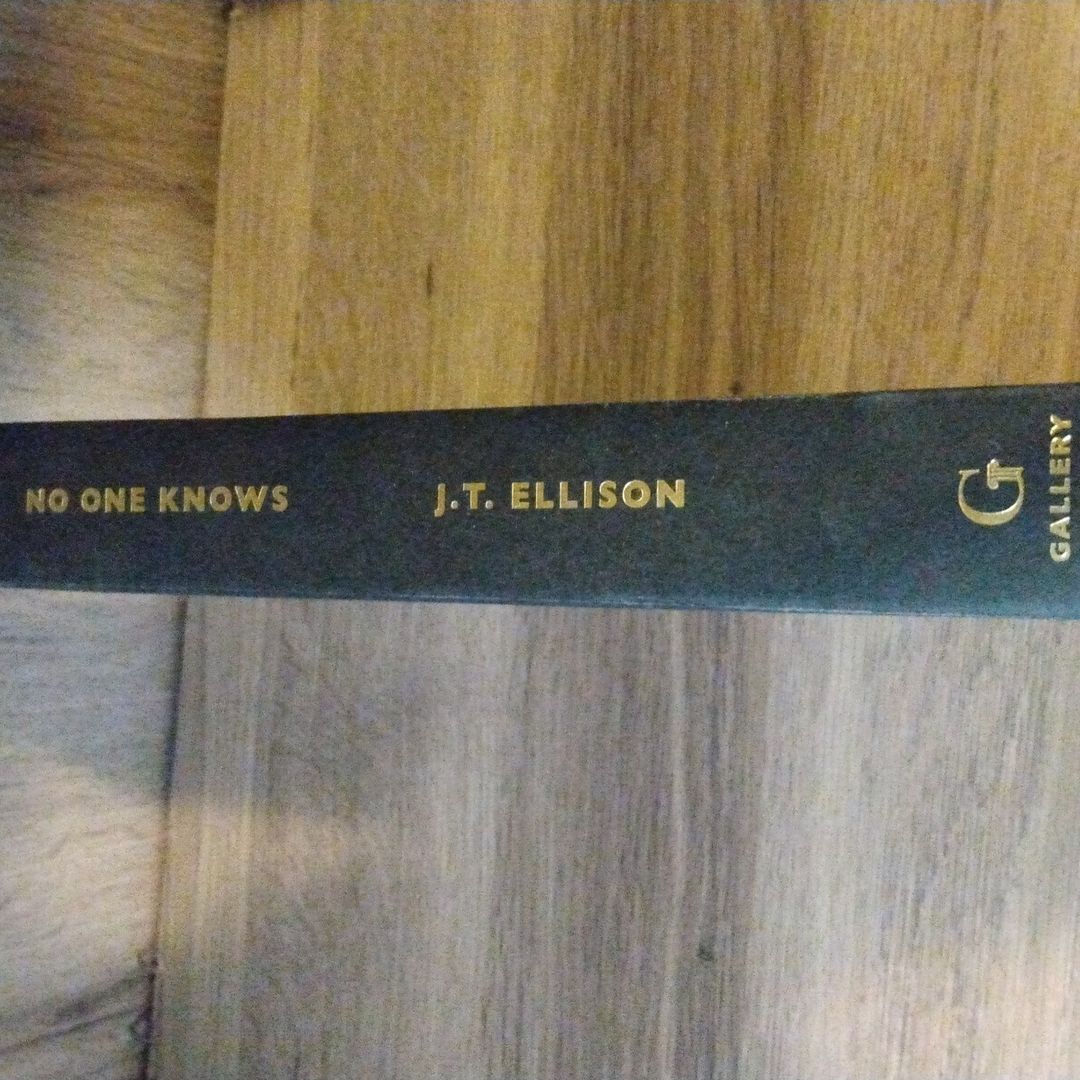 NO ONE KNOWS
J.T. ELLISON
G
GALLERY